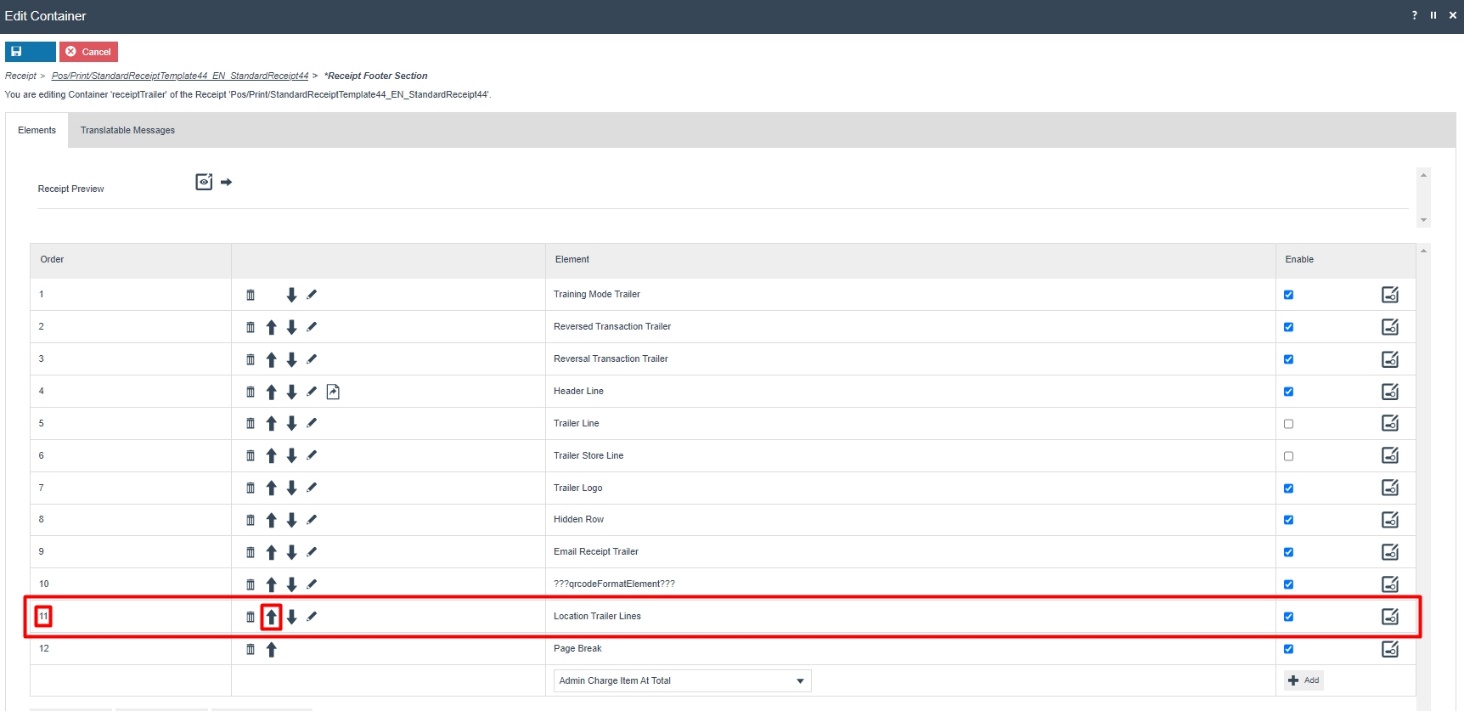 Edit Container
?
Cancel
Receipt > Pos/Print/StandardReceiptTemplate44_EN_StandardReceipt44 > *Receipt Footer Section
You are editing Container 'receiptTrailer' of the Receipt 'Pos/Print/StandardReceiptTemplate44_EN_StandardReceipt44'.
Elements Translatable Messages
Receipt Preview
Order Element Enable
1 Training Mode Trailer
2 Reversed Transaction Trailer
3 Reversal Transaction Trailer
4 Header Line
5 Trailer Line
6 Trailer Store Line
7 Trailer Logo
8 Hidden Row
9 Email Receipt Trailer
10 ???qrcodeFormatElement???
11 Location Trailer Lines
12 Page Break
Admin Charge Item At Total Add